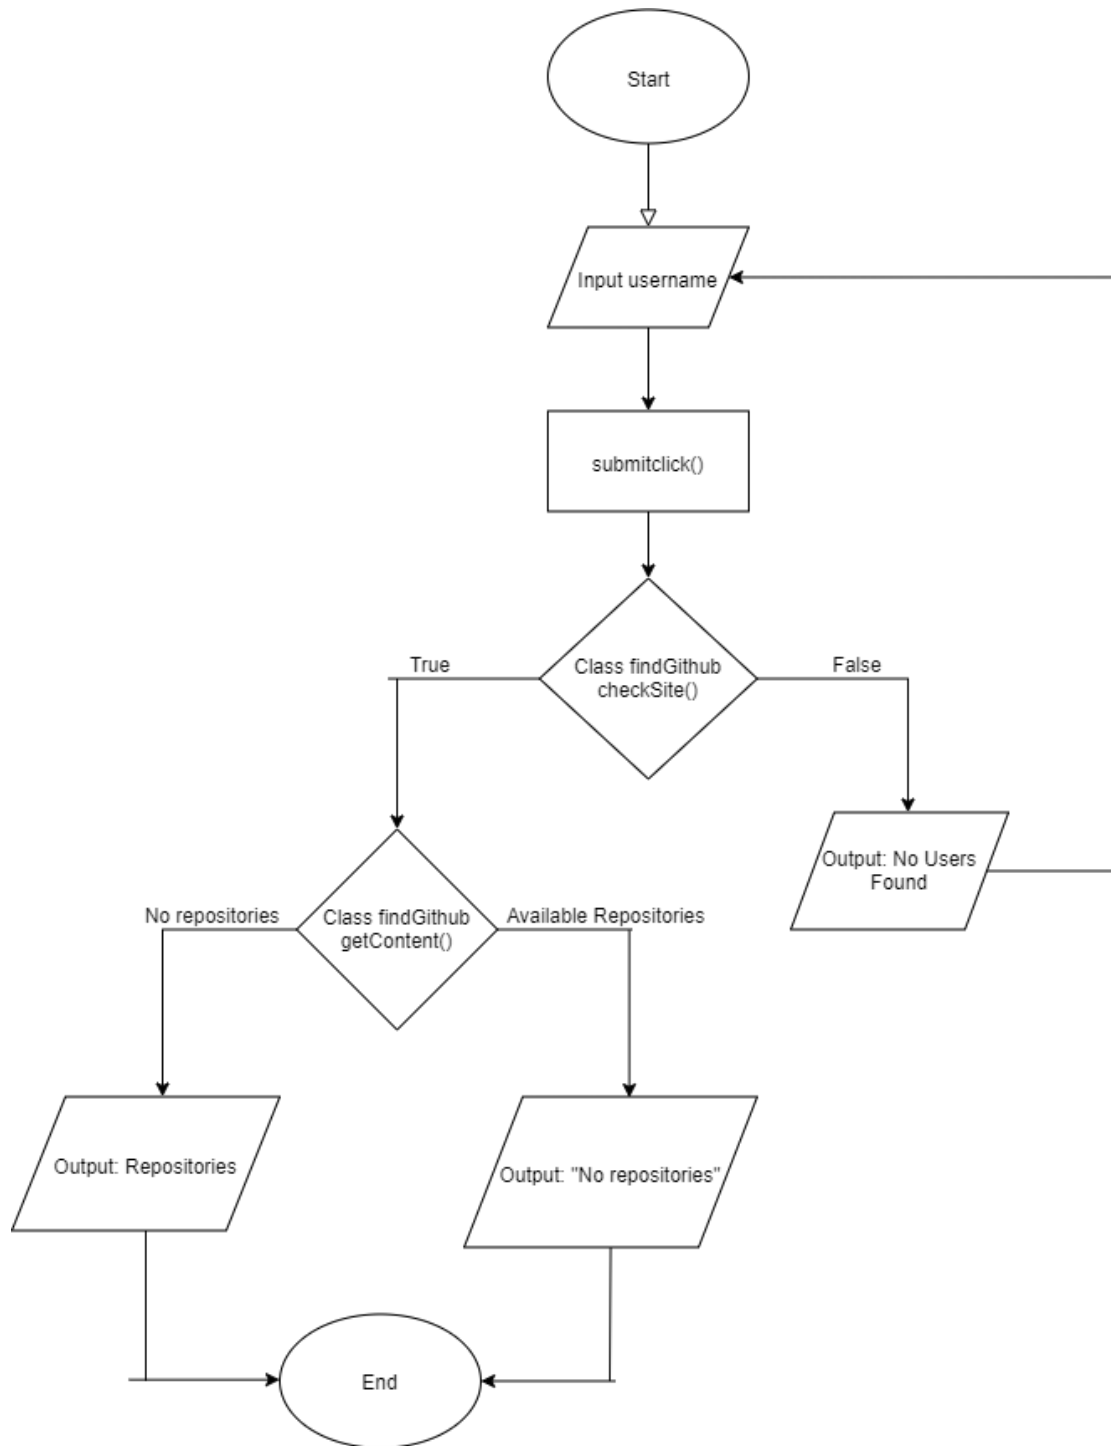 Start
Input username
submitclick()
Class findGithub
checkSite()
True
False
Output: No Users
Found
Class findGithub
getContent()
No repositories
Available Repositories
Output: Repositories
Output: "No repositories"
End